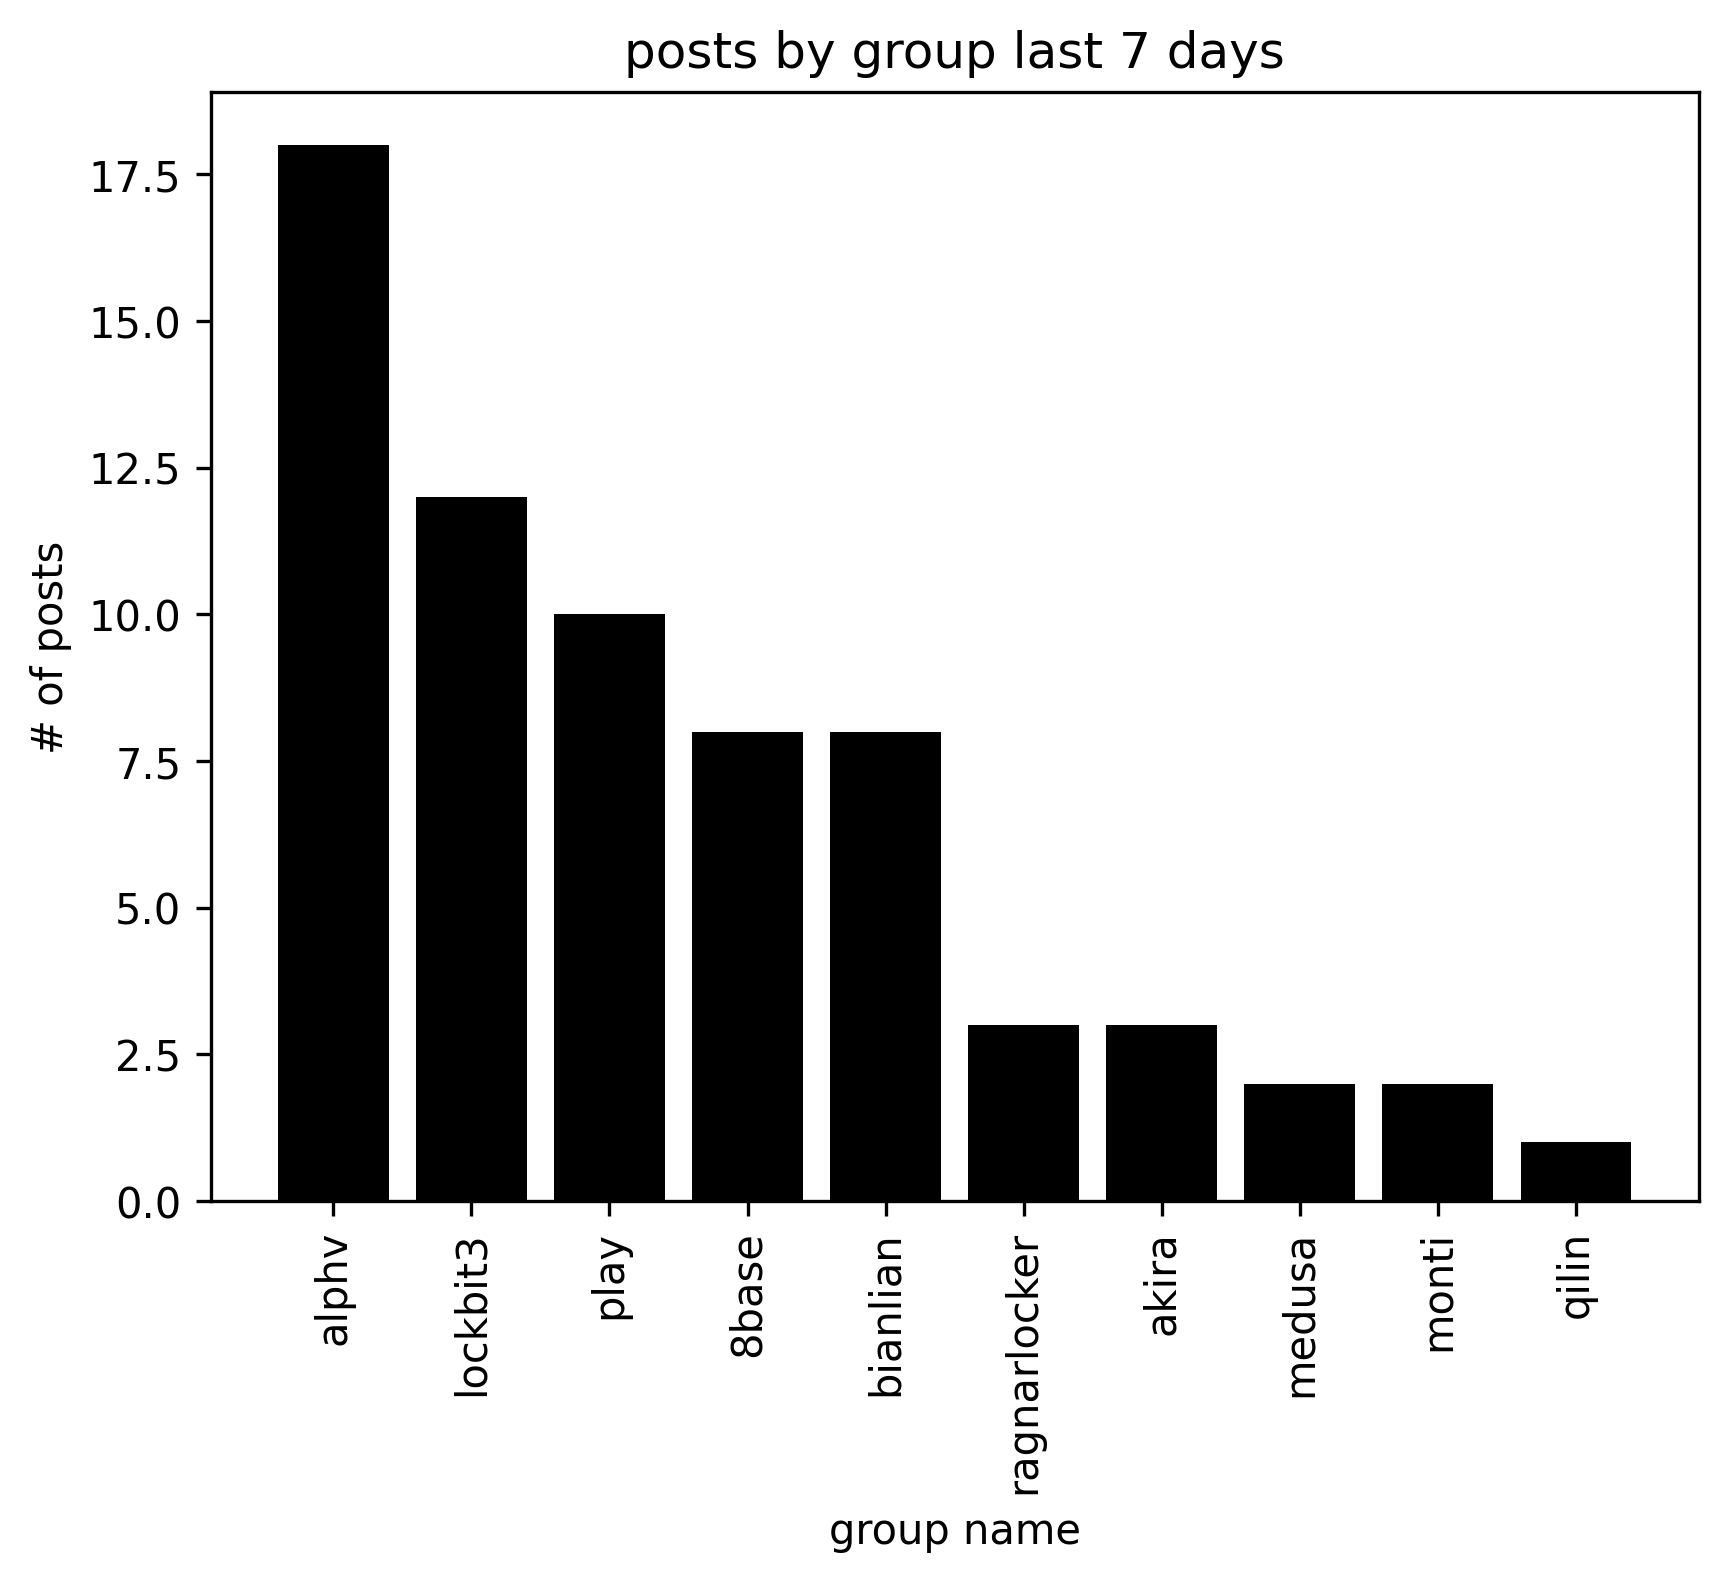 posts by group last 7 days
# of posts
17.5
15.0
12.5
10.0
7.5
5.0
2.5
0.0
alphv
lockbit3
play
8base
bianlian
ragnarlocker
akira
medusa
monti
qilin
group name